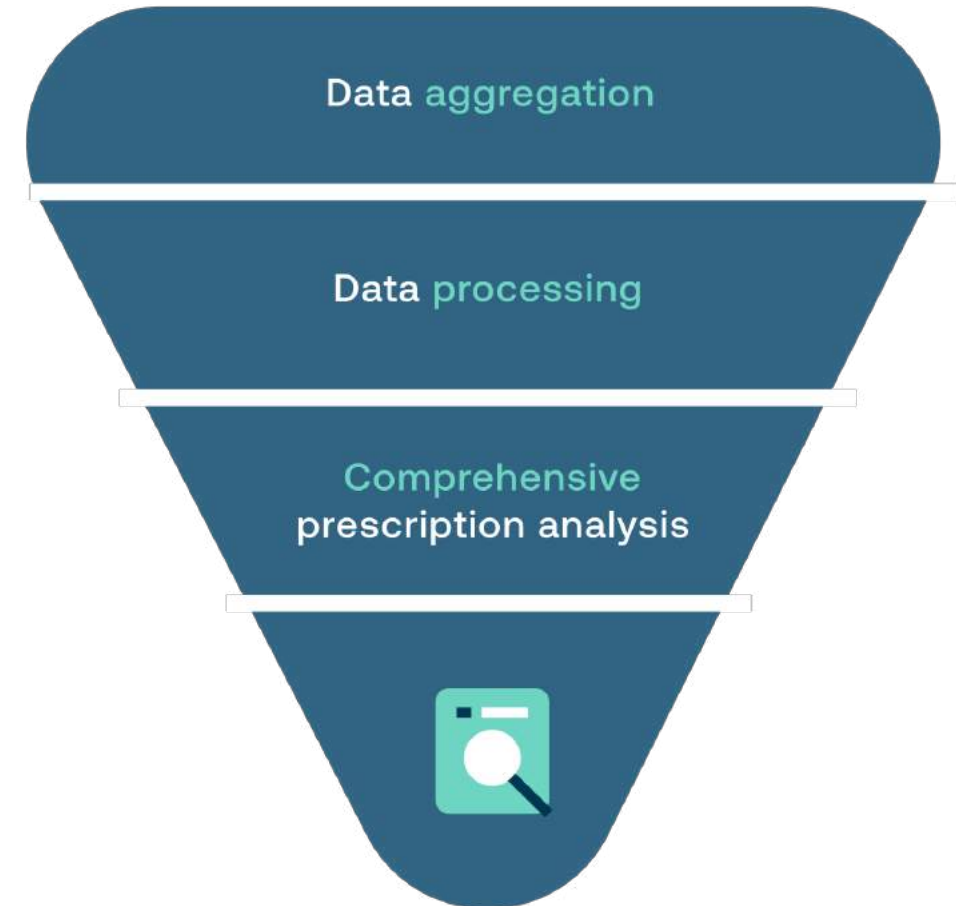 Data aggregation
Data processing
Comprehensive
prescription analysis